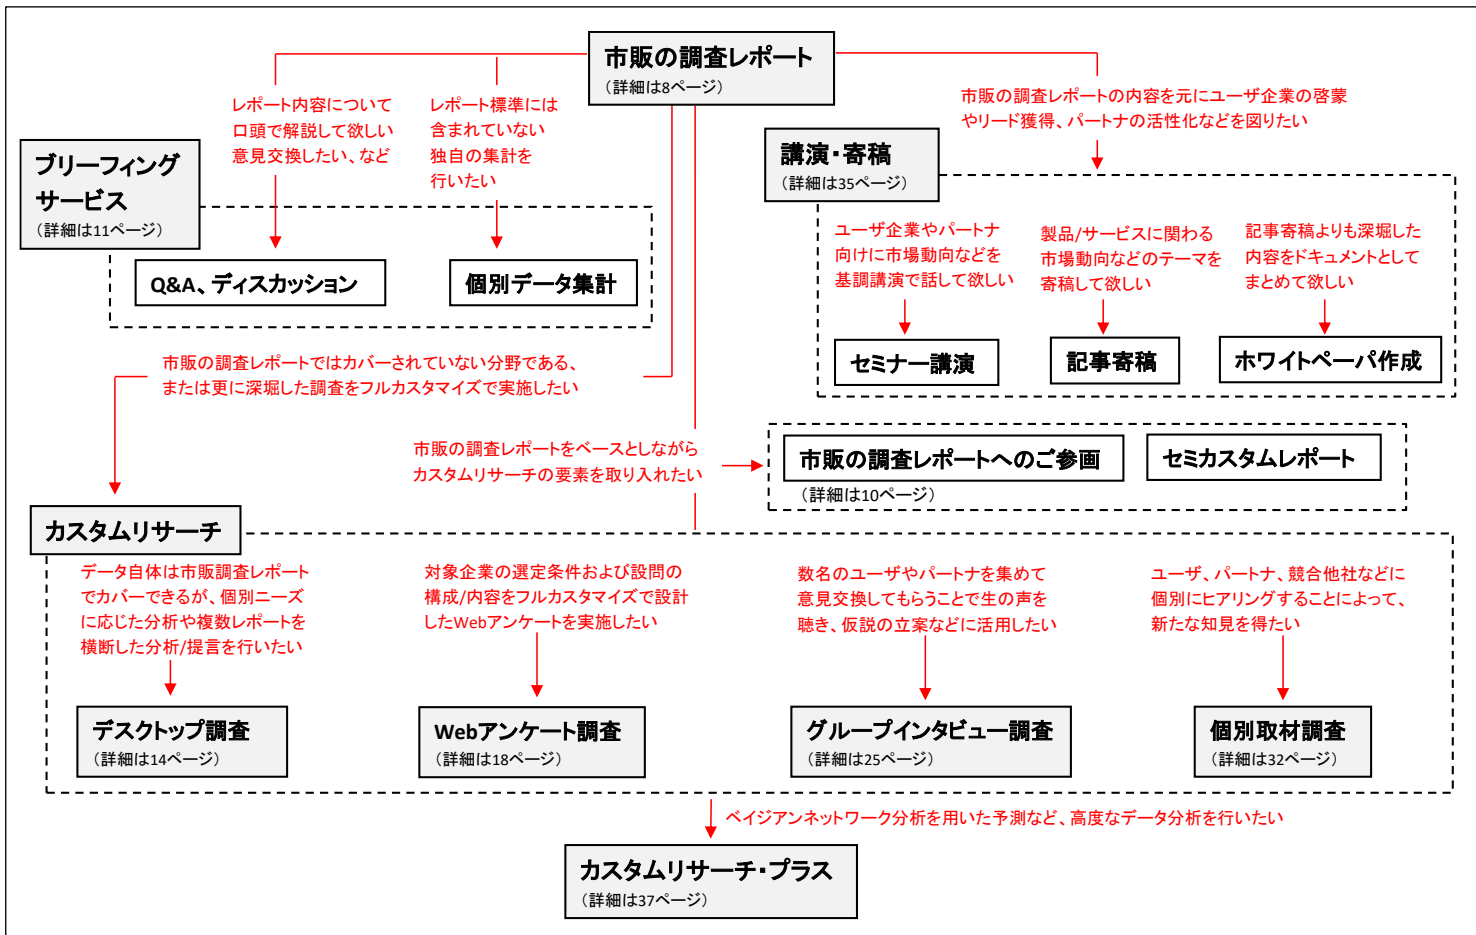 市販の調査レポート
（詳細は8ページ）
レポート内容について
口頭で解説して欲しい
意見交換したい、など
レポート標準には
含まれていない
独自の集計を
行いたい
市販の調査レポートの内容を元にユーザ企業の啓蒙
やリード獲得、パートナの活性化などを図りたい
ブリーフィング
サービス
（詳細は11ページ）
Q&A、ディスカッション
個別データ集計
講演・寄稿
（詳細は35ページ）
ユーザ企業やパートナ
向けに市場動向などを
基調講演で話して欲しい
製品/サービスに関わる
市場動向などのテーマを
寄稿して欲しい
記事寄稿よりも深堀した
内容をドキュメントとして
まとめて欲しい
セミナー講演
記事寄稿
ホワイトペーパ作成
市販の調査レポートではカバーされていない分野である、
または更に深堀した調査をフルカスタマイズで実施したい
市販の調査レポートをベースとしながら
カスタムリサーチの要素を取り入れたい
市販の調査レポートへのご参画
（詳細は10ページ）
セミカスタムレポート
カスタムリサーチ
データ自体は市販調査レポート
でカバーできるが、個別ニーズ
に応じた分析や複数レポートを
横断した分析/提言を行いたい
対象企業の選定条件および設問の
構成/内容をフルカスタマイズで設計
したWebアンケートを実施したい
数名のユーザやパートナを集めて
意見交換してもらうことで生の声を
聴き、仮説の立案などに活用したい
ユーザ、パートナ、競合他社などに
個別にヒアリングすることによって、
新たな知見を得たい
デスクトップ調査
（詳細は14ページ）
Webアンケート調査
（詳細は18ページ）
グループインタビュー調査
（詳細は25ページ）
個別取材調査
（詳細は32ページ）
ベイジアンネットワーク分析を用いた予測など、高度なデータ分析を行いたい
カスタムリサーチ・プラス
（詳細は37ページ）